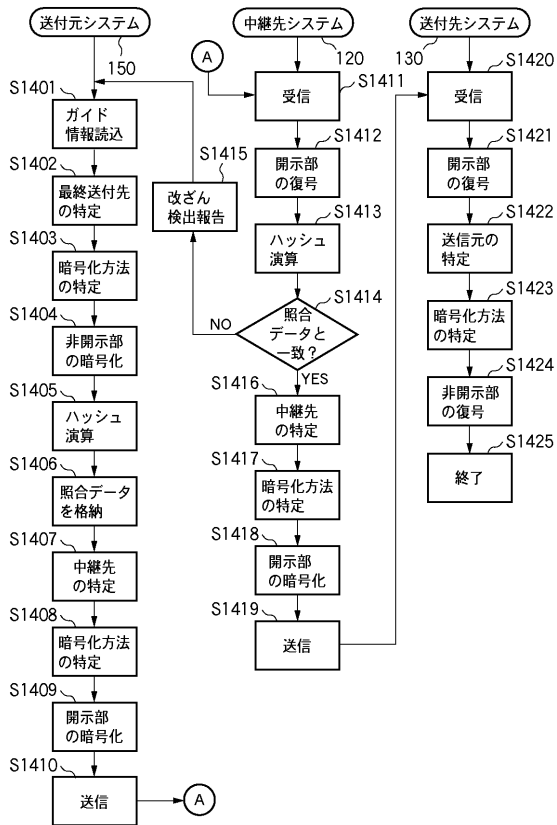 送付元システム
150
S1401
ガイド
情報読込
S1402
最終送付先
の特定
S1403
暗号化方法
の特定
S1404
非開示部
の暗号化
S1405
ハッシュ
演算
S1406
照合データ
を格納
S1407
中継先
の特定
S1408
暗号化方法
の特定
S1409
開示部
の暗号化
S1410
送信
A
S1415
改ざん
検出報告
中継先システム
120
A
S1411
受信
S1412
開示部
の復号
S1413
ハッシュ
演算
S1414
照合
データと
一致?
NO
YES
S1416
中継先
の特定
S1417
暗号化方法
の特定
S1418
開示部
の暗号化
S1419
送信
送付先システム
130
S1420
受信
S1421
開示部
の復号
S1422
送信元の
特定
S1423
暗号化方法
の特定
S1424
非開示部
の復号
S1425
終了